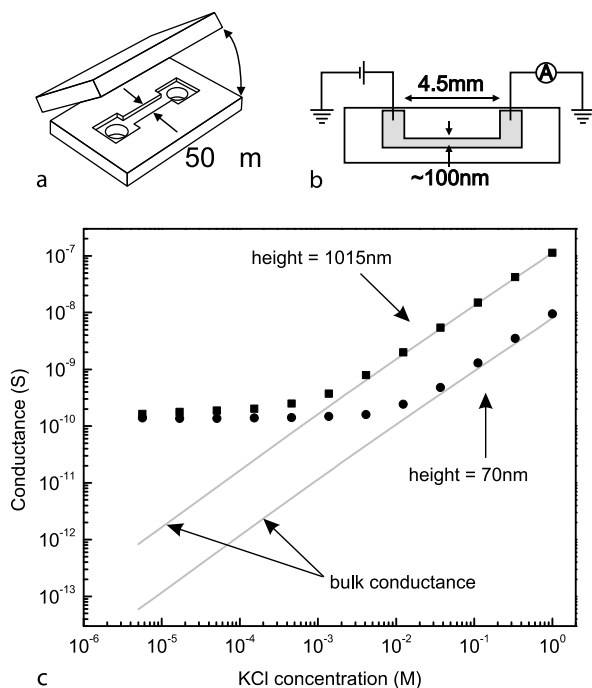 50 m
a
A
4.5mm
~100nm
b
10⁻⁷
10⁻⁸
10⁻⁹
10⁻¹⁰
10⁻¹¹
10⁻¹²
10⁻¹³
Conductance (S)
height = 1015nm
height = 70nm
bulk conductance
10⁻⁶ 10⁻⁵ 10⁻⁴ 10⁻³ 10⁻² 10⁻¹ 10⁰
c KCl concentration (M)